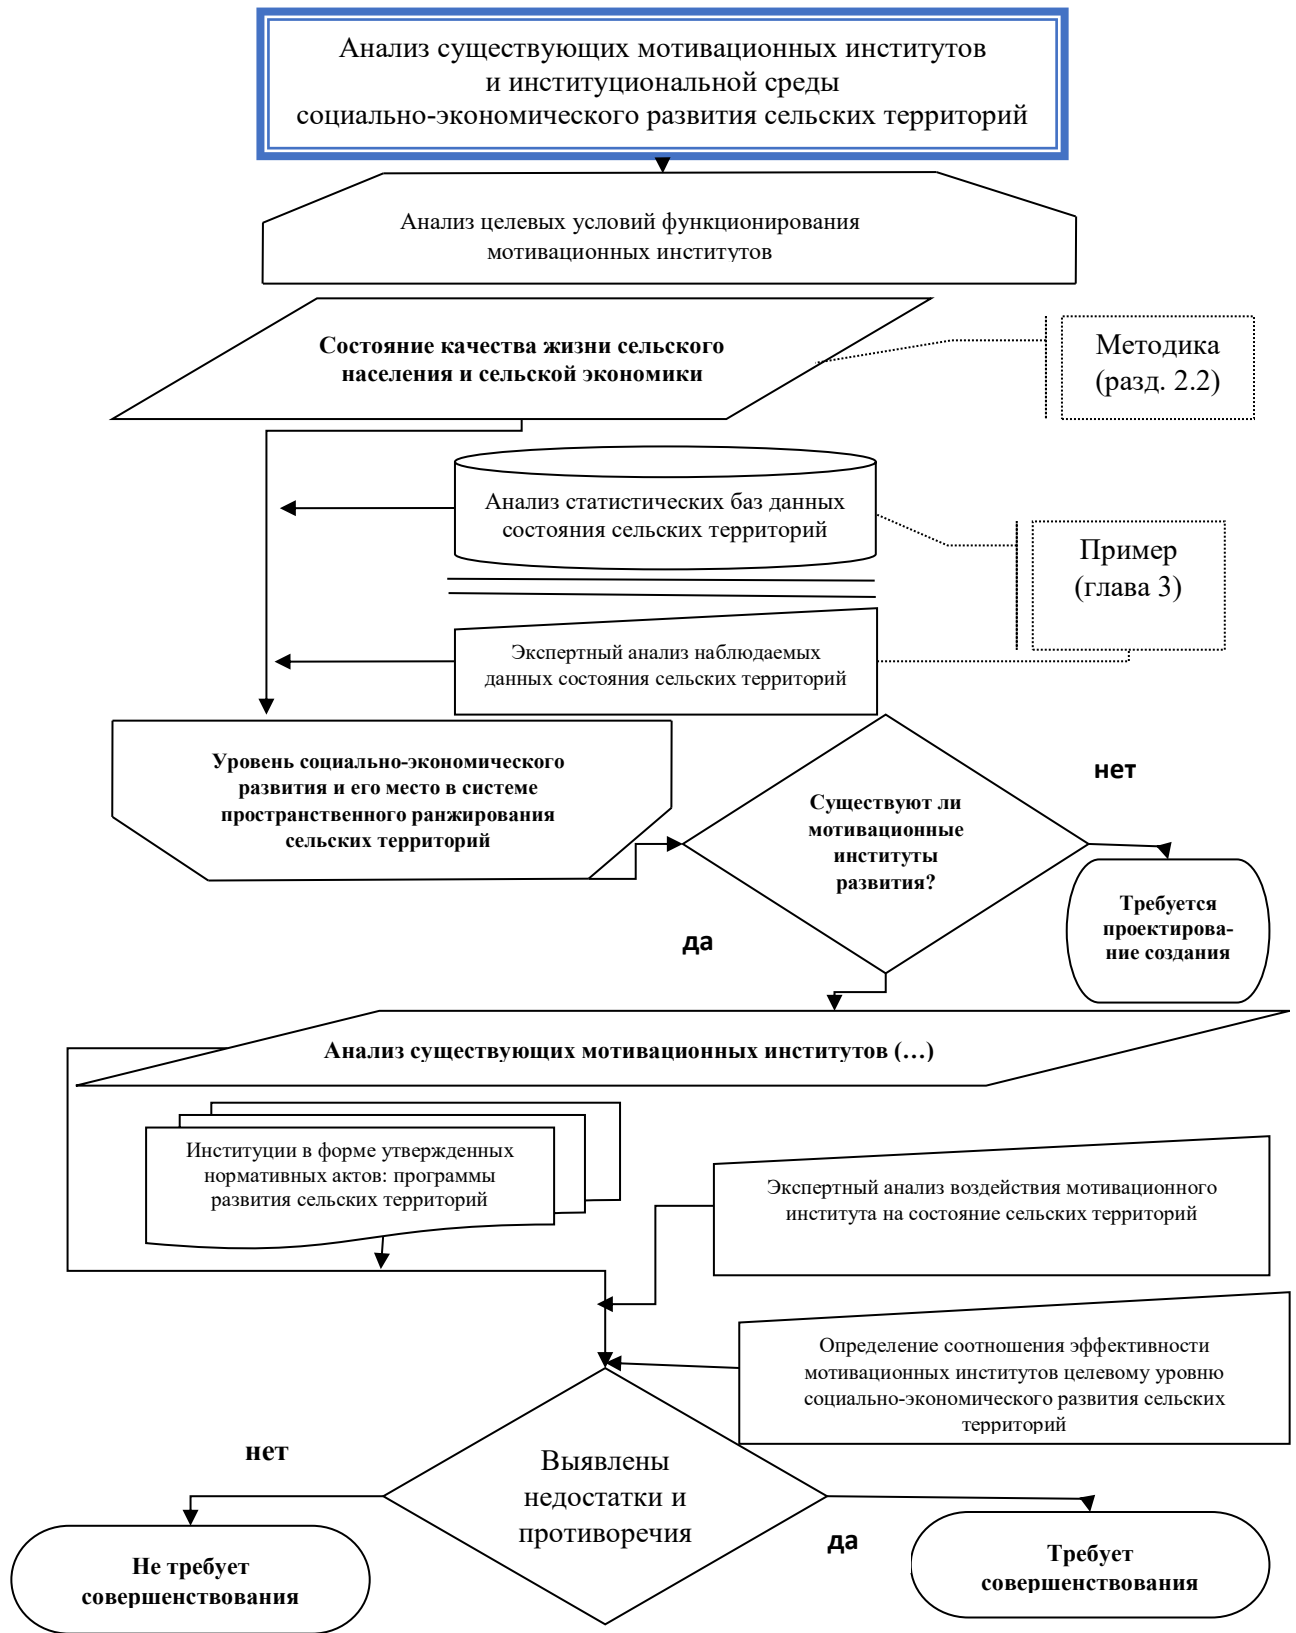 Анализ существующих мотивационных институтов
и институциональной среды
социально-экономического развития сельских территорий
Анализ целевых условий функционирования
мотивационных институтов
Состояние качества жизни сельского
населения и сельской экономики
Методика
(разд. 2.2)
Анализ статистических баз данных
состояния сельских территорий
Пример
(глава 3)
Экспертный анализ наблюдаемых
данных состояния сельских территорий
Уровень социально-экономического
развития и его место в системе
пространственного ранжирования
сельских территорий
Существуют ли
мотивационные
институты
развития?
нет
Требуется
проектирова-
ние создания
да
Анализ существующих мотивационных институтов (…)
Институции в форме утвержденных
нормативных актов: программы
развития сельских территорий
Экспертный анализ воздействия мотивационного
института на состояние сельских территорий
Определение соотношения эффективности
мотивационных институтов целевому уровню
социально-экономического развития сельских
территорий
нет
Выявлены
недостатки и
противоречия
да
Не требует
совершенствования
Требует
совершенствования